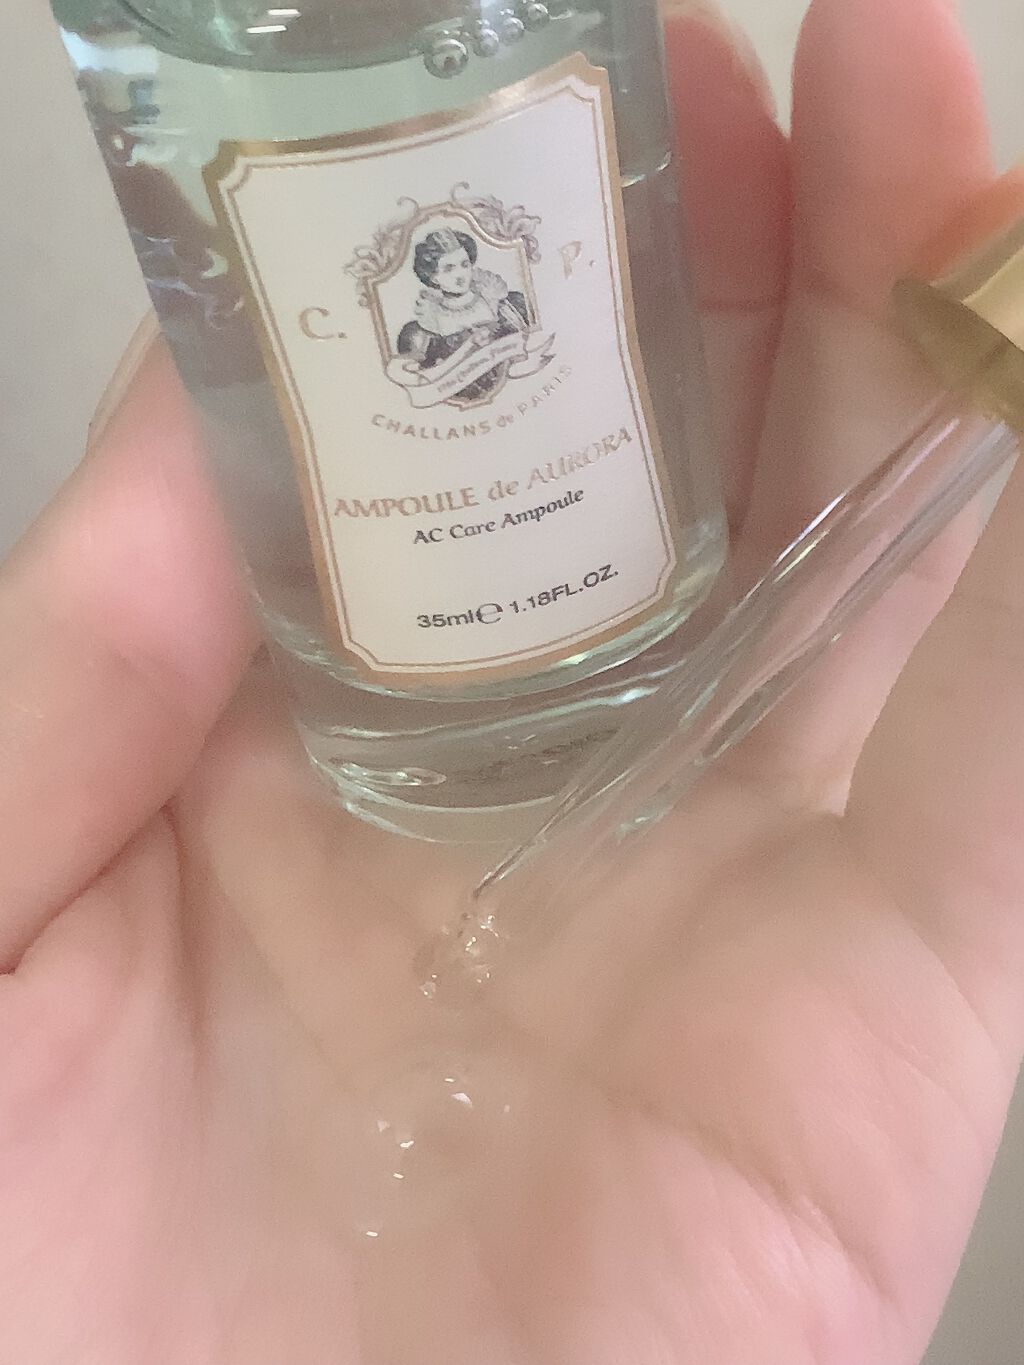 C. P.
CHALLANS de PARIS
AMPOULE de AURORA
AC Care Ampoule
35ml℮ 1.18FL.OZ.